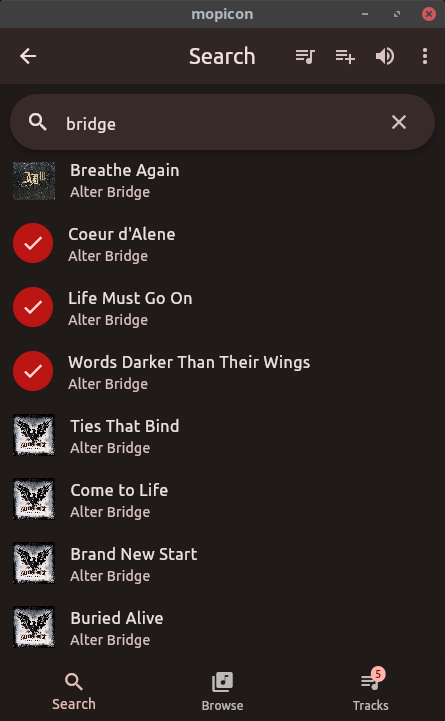 mopicon
Search
bridge
Breathe Again
Alter Bridge
Coeur d'Alene
Alter Bridge
Life Must Go On
Alter Bridge
Words Darker Than Their Wings
Alter Bridge
Ties That Bind
Alter Bridge
Come to Life
Alter Bridge
Brand New Start
Alter Bridge
Buried Alive
Alter Bridge
5
Search
Browse
Tracks